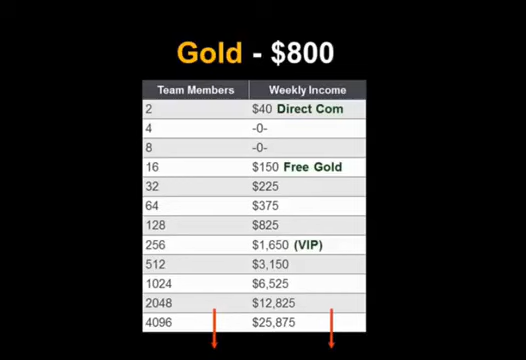 Gold - $800
Team Members Weekly Income
2 $40 Direct Com
4 -0-
8 -0-
16 $150 Free Gold
32 $225
64 $375
128 $825
256 $1,650 (VIP)
512 $3,150
1024 $6,525
2048 $12,825
4096 $25,875